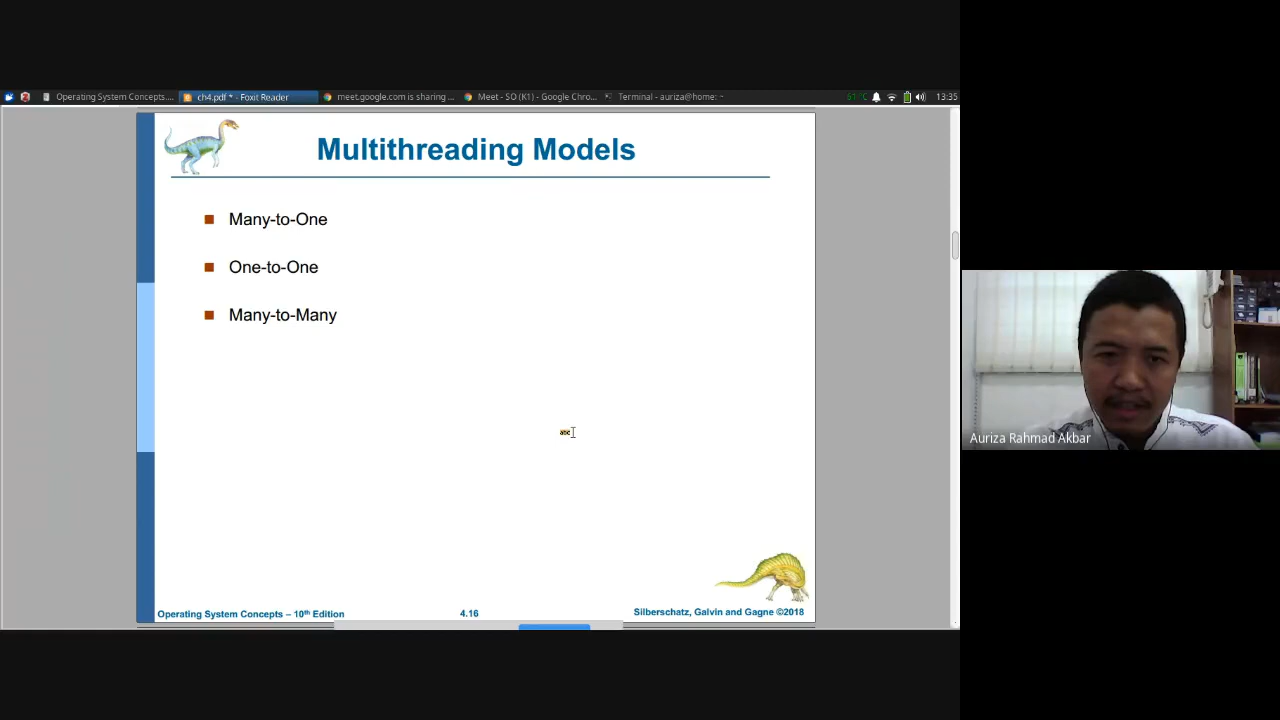 Operating System Concepts....
ch4.pdf * - Foxit Reader
meet.google.com is sharing ...
Meet - SO (K1) - Google Chro...
Terminal - auriza@home: ~
61°C
13:35
Multithreading Models
Many-to-One
One-to-One
Many-to-Many
abc
Auriza Rahmad Akbar
Operating System Concepts – 10th Edition
4.16
Silberschatz, Galvin and Gagne ©2018